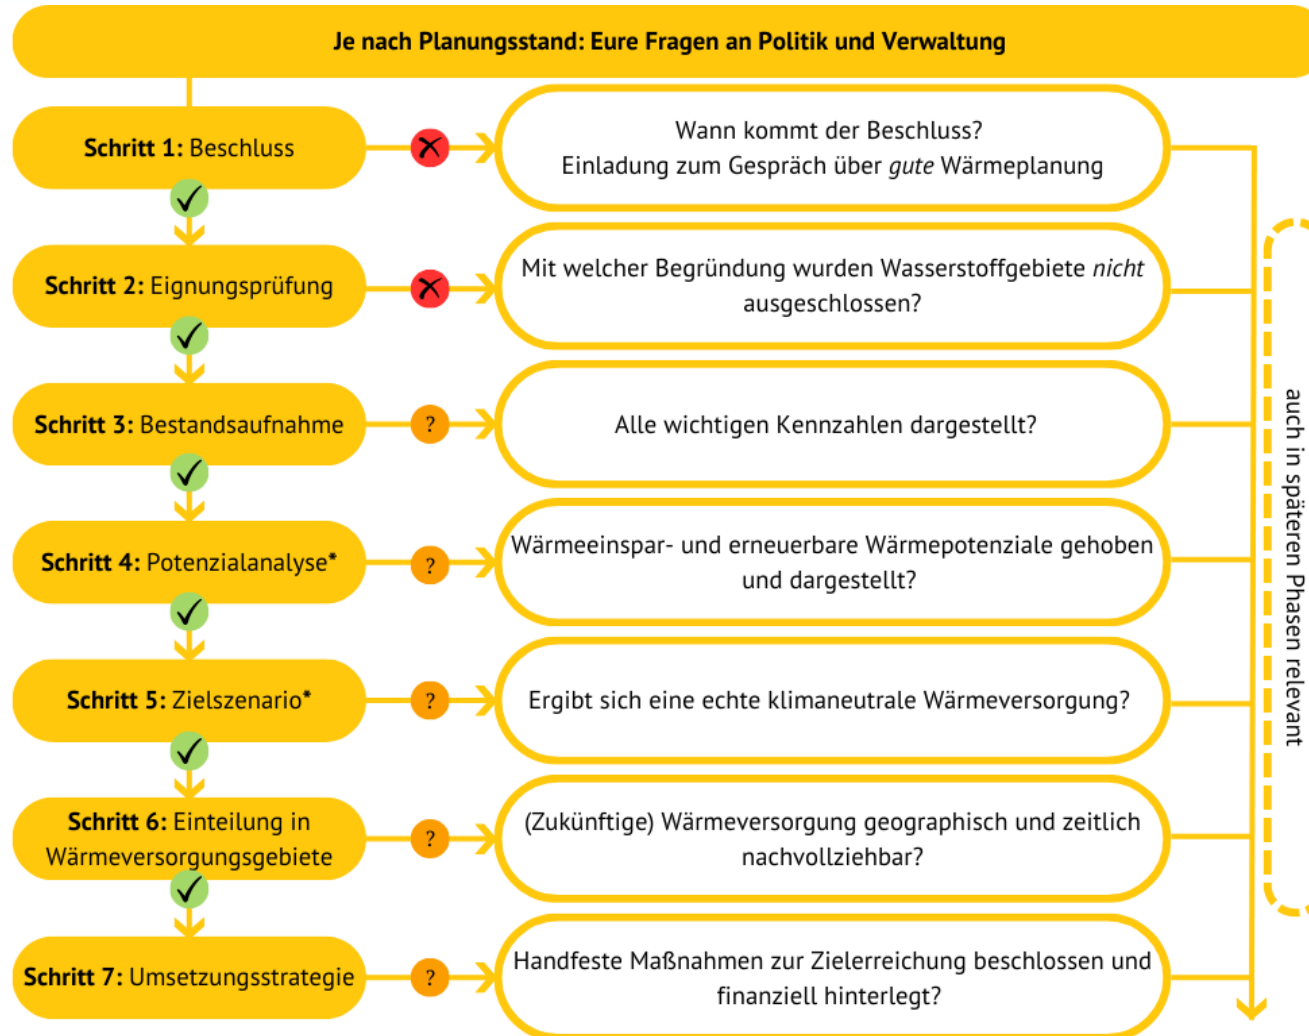 Je nach Planungsstand: Eure Fragen an Politik und Verwaltung
Schritt 1: Beschluss
Wann kommt der Beschluss?
Einladung zum Gespräch über gute Wärmeplanung
Schritt 2: Eignungsprüfung
Mit welcher Begründung wurden Wasserstoffgebiete nicht
ausgeschlossen?
Schritt 3: Bestandsaufnahme
?
Alle wichtigen Kennzahlen dargestellt?
Schritt 4: Potenzialanalyse*
?
Wärmeeinspar- und erneuerbare Wärmepotenziale gehoben
und dargestellt?
Schritt 5: Zielszenario*
?
Ergibt sich eine echte klimaneutrale Wärmeversorgung?
Schritt 6: Einteilung in
Wärmeversorgungsgebiete
?
(Zukünftige) Wärmeversorgung geographisch und zeitlich
nachvollziehbar?
Schritt 7: Umsetzungsstrategie
?
Handfeste Maßnahmen zur Zielerreichung beschlossen und
finanziell hinterlegt?
auch in späteren Phasen relevant